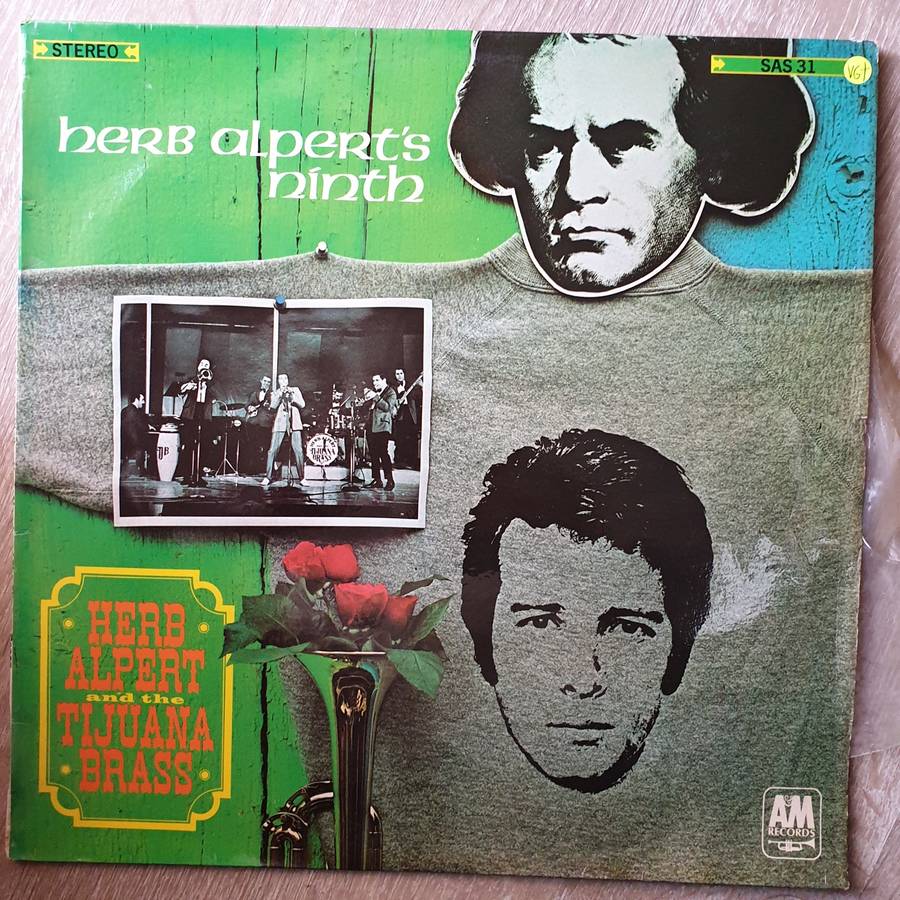 STEREO
SAS 31
VG+
herb alpert's
ninth
TIJUANA
BRASS
HERB
ALPERT
and the
TIJUANA
BRASS
A&M
RECORDS